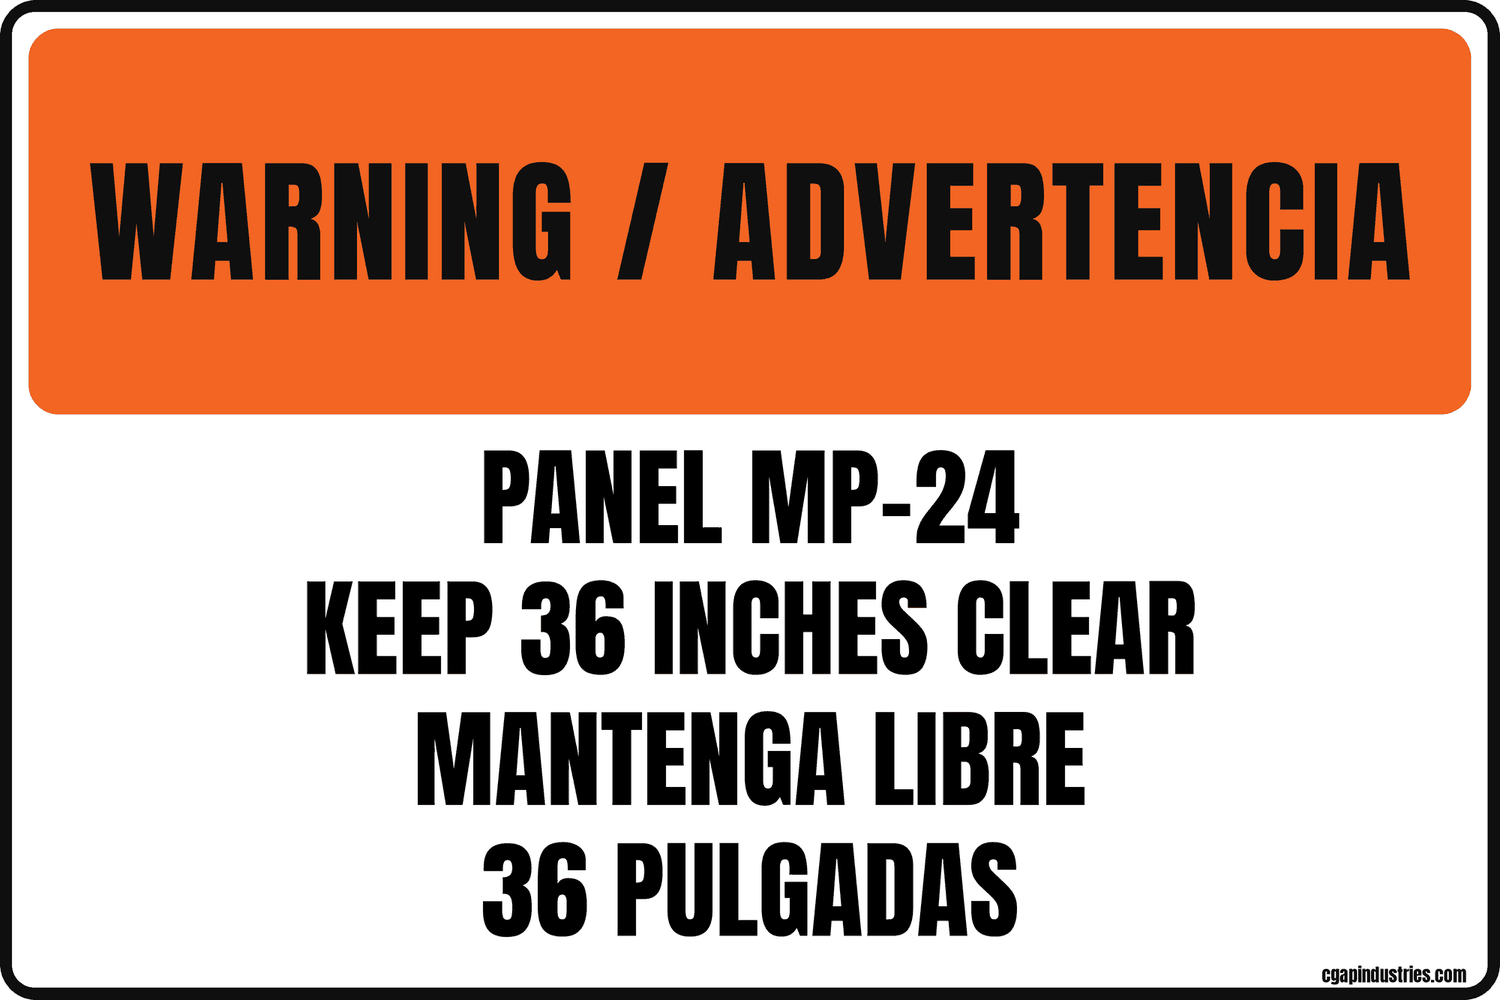 WARNING / ADVERTENCIA
PANEL MP-24
KEEP 36 INCHES CLEAR
MANTENGA LIBRE
36 PULGADAS
cgapindustries.com